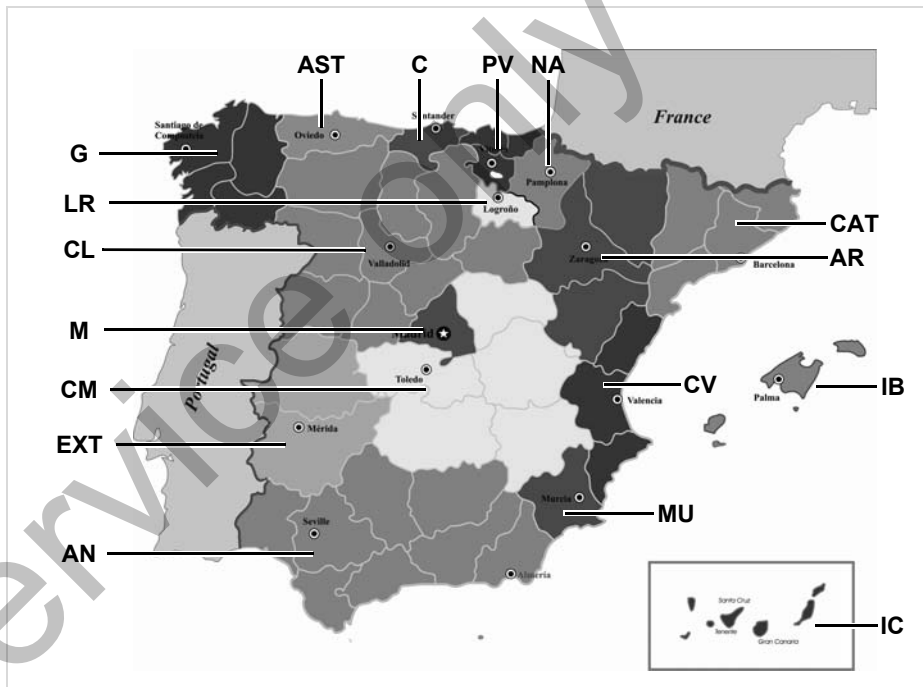 AST C PV NA
Santander
France
Santiago de
Compostela
Oviedo
G
Pamplona
LR
Logroño
CAT
CL
Valladolid
Zaragoza
AR
Barcelona
M
Madrid
Portugal
Toledo
CM
CV
Valencia
Palma
IB
Mérida
EXT
Murcia
MU
Seville
AN
Almería
Santa Cruz
Tenerife
Gran Canaria
IC
ervice only